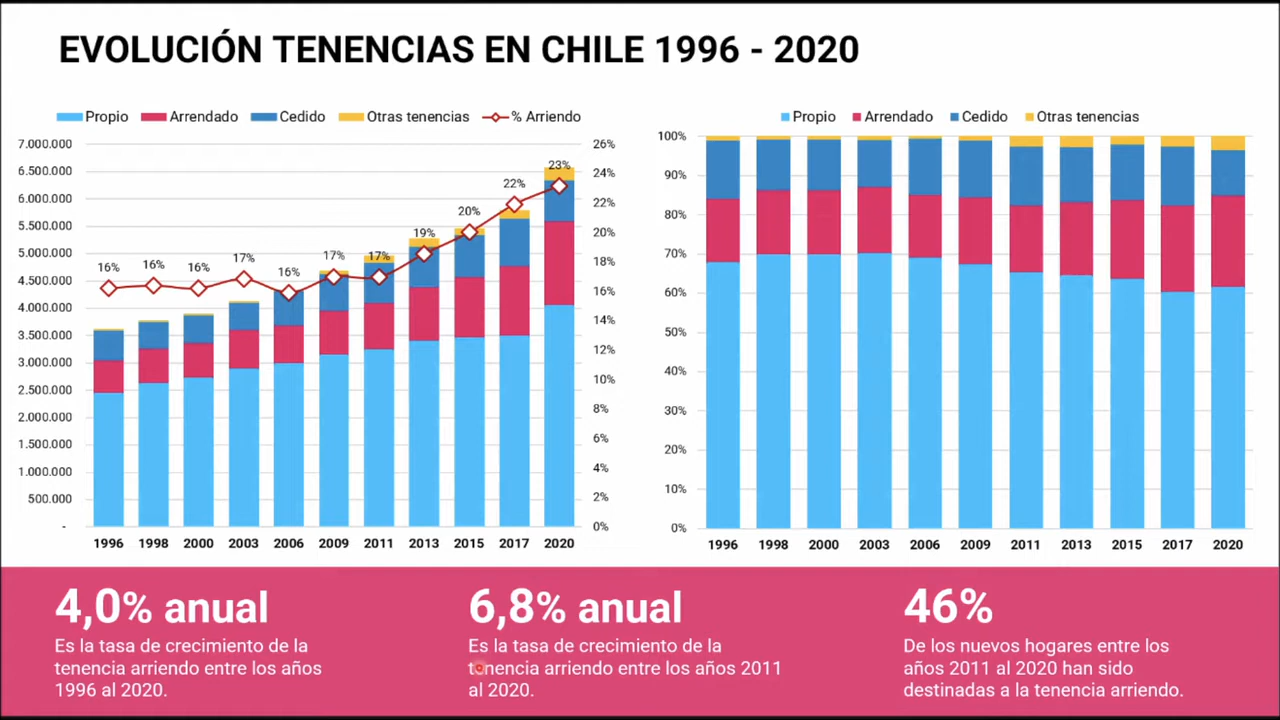 EVOLUCIÓN TENENCIAS EN CHILE 1996 - 2020
Propio Arrendado Cedido Otras tenencias % Arriendo
7.000.000
6.500.000
6.000.000
5.500.000
5.000.000
4.500.000
4.000.000
3.500.000
3.000.000
2.500.000
2.000.000
1.500.000
1.000.000
500.000
-
16% 16% 16% 17% 16% 17% 17% 19% 20% 22% 23%
26%
24%
22%
20%
18%
16%
14%
12%
10%
8%
6%
4%
2%
0%
1996 1998 2000 2003 2006 2009 2011 2013 2015 2017 2020
Propio Arrendado Cedido Otras tenencias
100%
90%
80%
70%
60%
50%
40%
30%
20%
10%
0%
1996 1998 2000 2003 2006 2009 2011 2013 2015 2017 2020
4,0% anual
Es la tasa de crecimiento de la
tenencia arriendo entre los años
1996 al 2020.
6,8% anual
Es la tasa de crecimiento de la
tenencia arriendo entre los años 2011
al 2020.
46%
De los nuevos hogares entre los
años 2011 al 2020 han sido
destinadas a la tenencia arriendo.